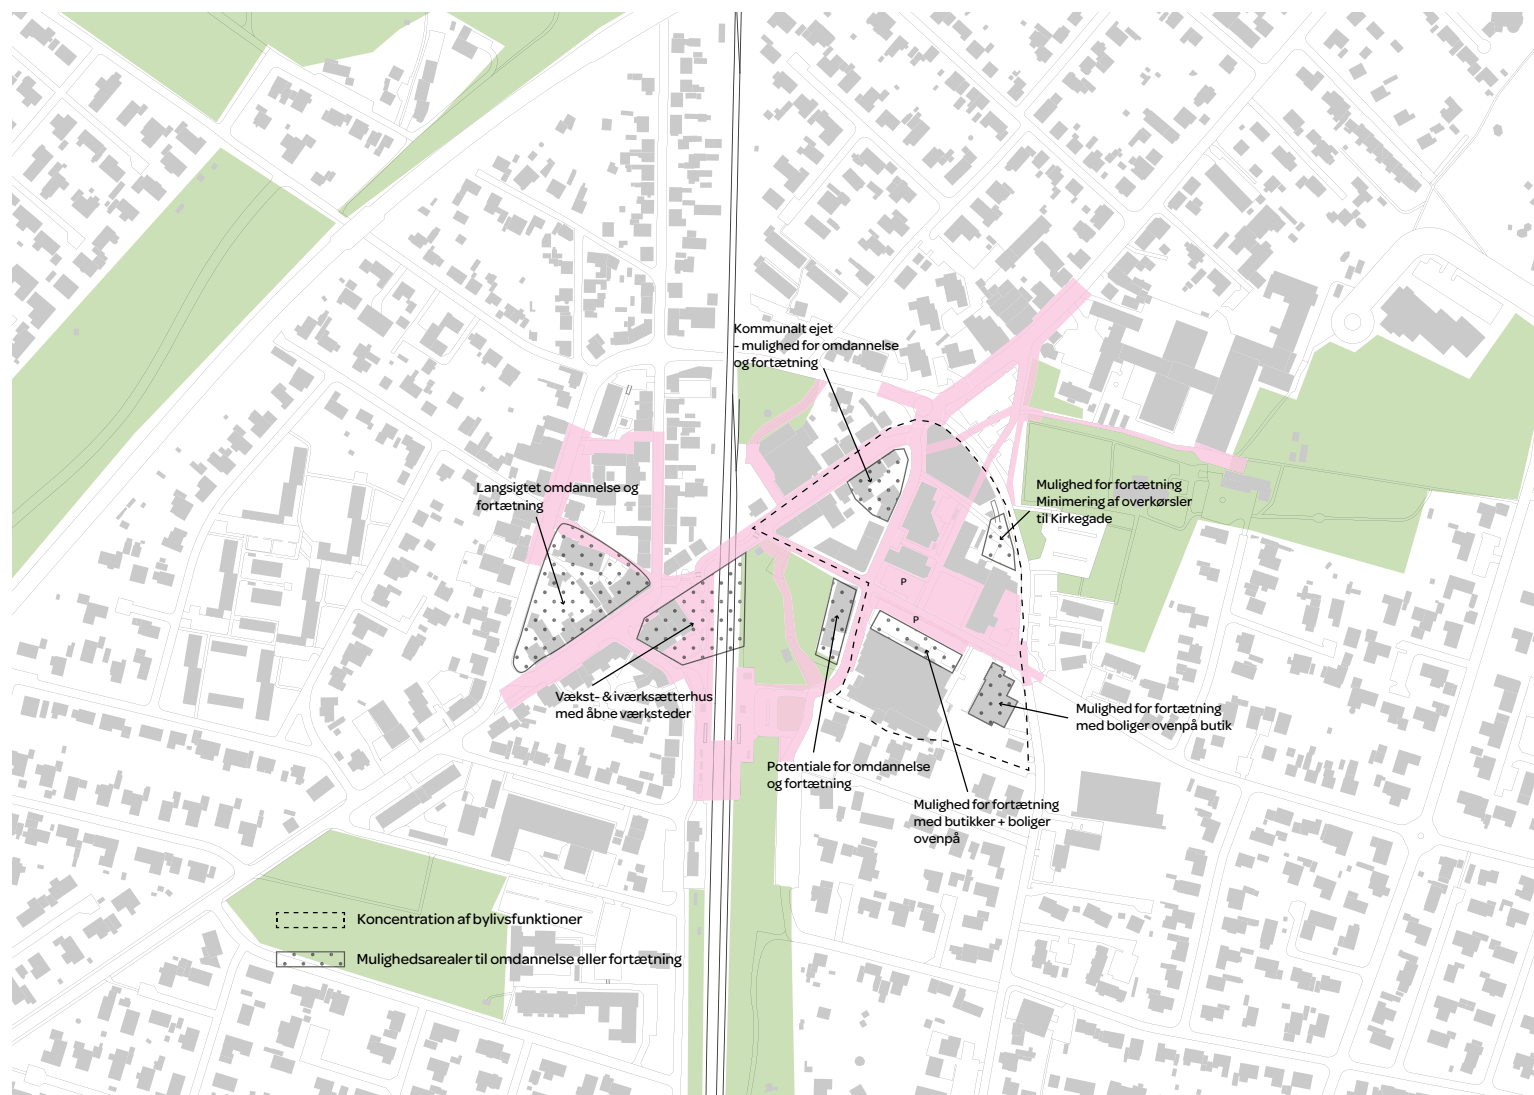 Kommunalt ejet
- mulighed for omdannelse
og fortætning
Langsigtet omdannelse og
fortætning
Mulighed for fortætning
Minimering af overkørsler
til Kirkegade
P
P
Vækst- & iværksætterhus
med åbne værksteder
Mulighed for fortætning
med boliger ovenpå butik
Potentiale for omdannelse
og fortætning
Mulighed for fortætning
med butikker + boliger
ovenpå
Koncentration af bylivsfunktioner
Mulighedsarealer til omdannelse eller fortætning